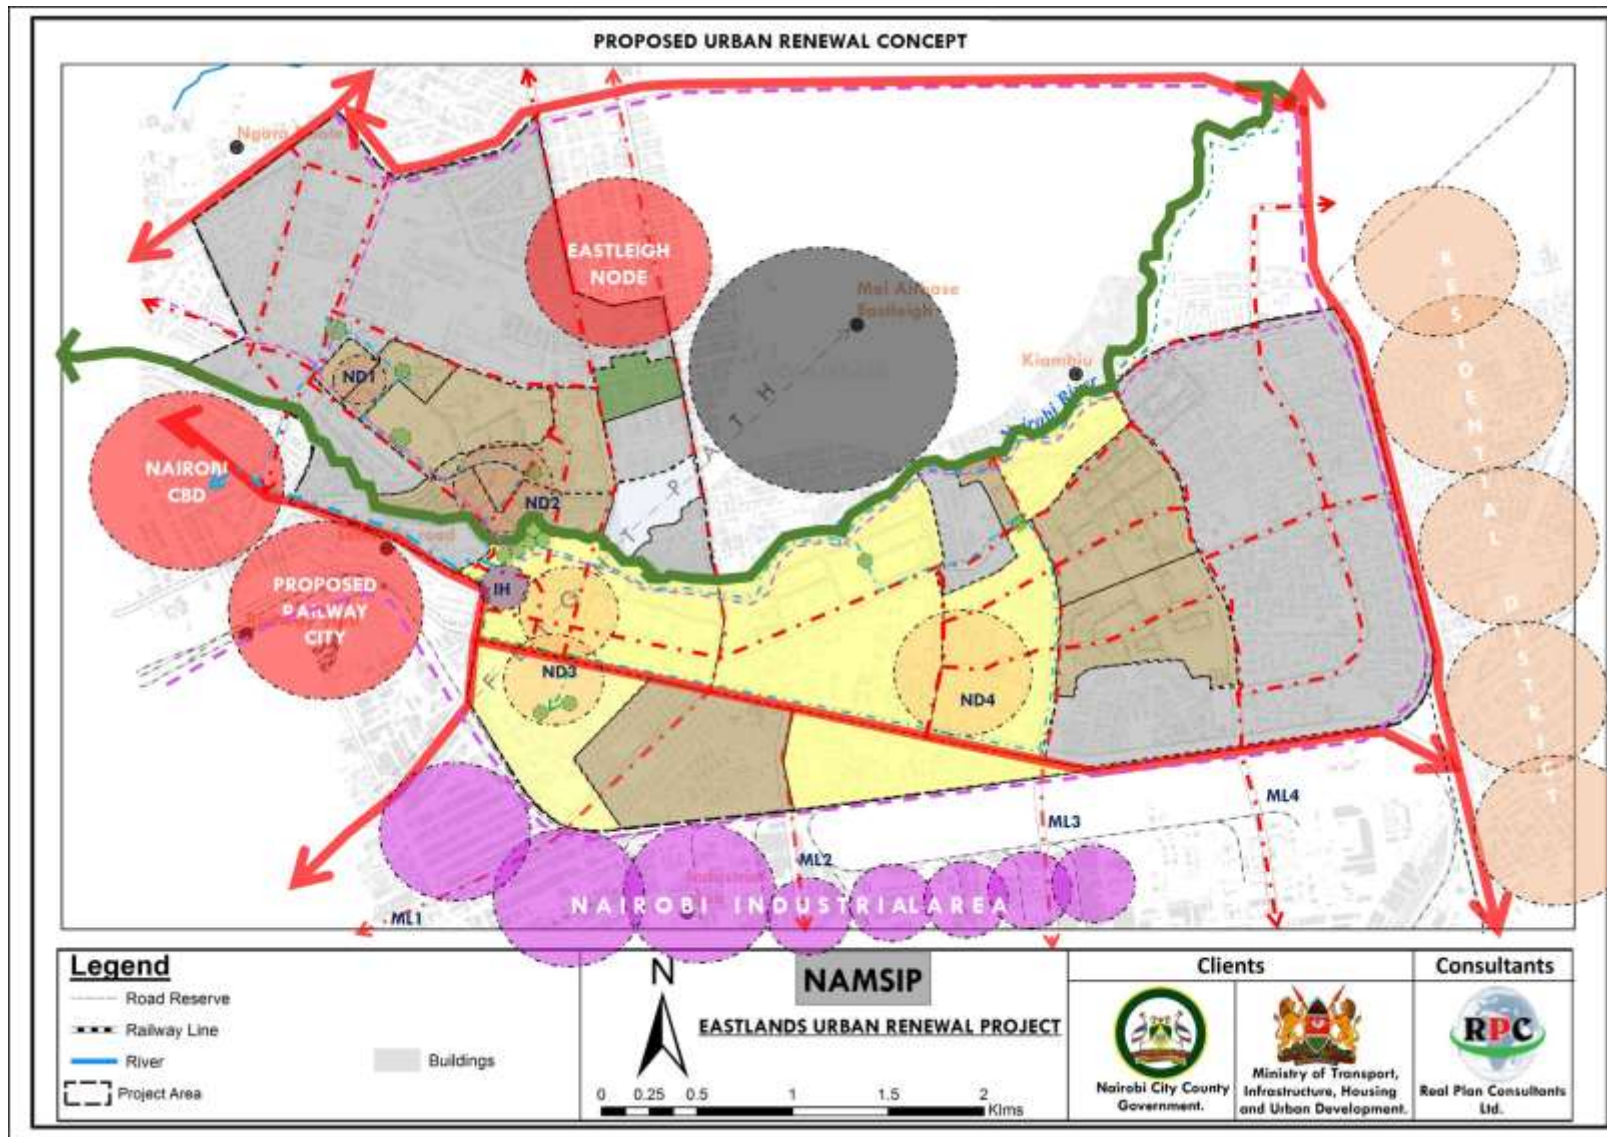 PROPOSED URBAN RENEWAL CONCEPT
EASTLEIGH
NODE
Kiambiu
Nairobi River
ND1
NAIROBI
CBD
ND2
PROPOSED
RAILWAY
CITY
IH
ND3
ND4
RESIDENTIAL DISTRICT
FLIGHT PATH
ML1
ML2
ML3
ML4
NAIROBI INDUSTRIAL AREA
Legend
Road Reserve
Railway Line
River
Project Area
Buildings
N
NAMSIP
EASTLANDS URBAN RENEWAL PROJECT
0 0.25 0.5 1 1.5 2
Klms
Clients
Nairobi City County
Government.
Ministry of Transport,
Infrastructure, Housing
and Urban Development.
Consultants
RPC
Real Plan Consultants
Ltd.